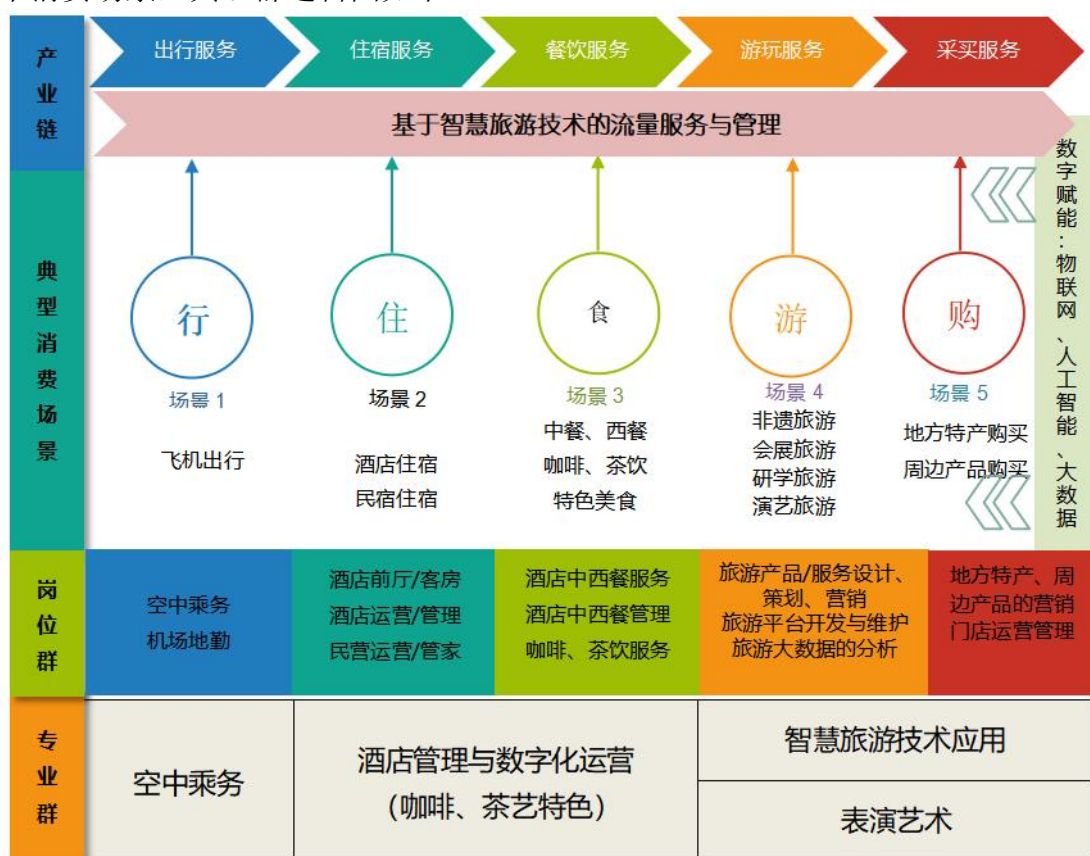 产业链
出行服务
住宿服务
餐饮服务
游玩服务
采买服务
基于智慧旅游技术的流量服务与管理
数字赋能：物联网、人工智能、大数据
典型消费场景
行
住
食
游
购
场景 1
场景 2
场景 3
场景 4
场景 5
飞机出行
酒店住宿
民宿住宿
中餐、西餐
咖啡、茶饮
特色美食
非遗旅游
会展旅游
研学旅游
演艺旅游
地方特产购买
周边产品购买
岗位群
空中乘务
机场地勤
酒店前厅/客房
酒店运营/管理
民营运营/管家
酒店中西餐服务
酒店中西餐管理
咖啡、茶饮服务
旅游产品/服务设计、
策划、营销
旅游平台开发与维护
旅游大数据的分析
地方特产、周
边产品的营销
门店运营管理
专业群
空中乘务
酒店管理与数字化运营
（咖啡、茶艺特色）
智慧旅游技术应用
表演艺术